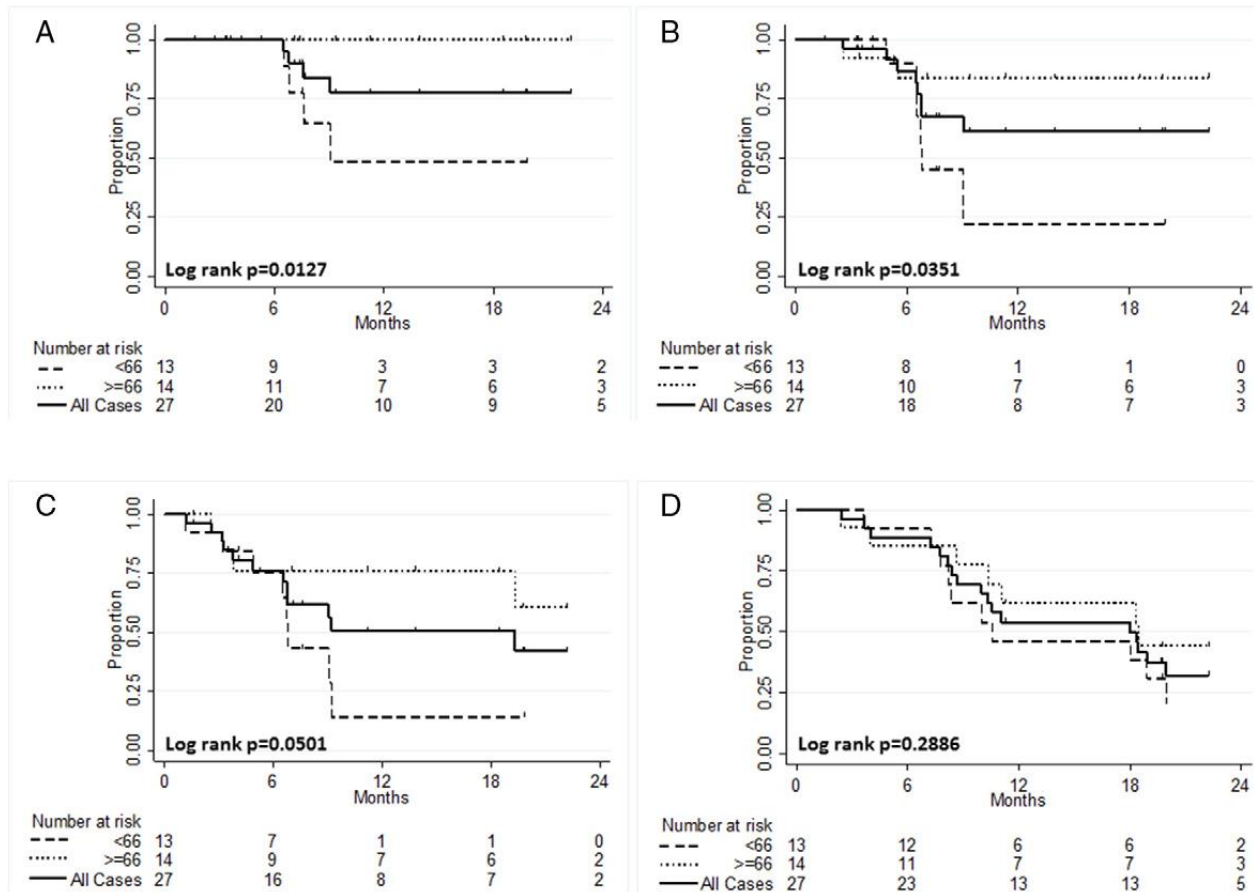 A
1.00
0.75
0.50
0.25
0.00
Proportion
Log rank p=0.0127
0 6 12 18 24
Months
Number at risk
<66 13 9 3 3 2
>=66 14 11 7 6 3
All Cases 27 20 10 9 5
B
1.00
0.75
0.50
0.25
0.00
Proportion
Log rank p=0.0351
0 6 12 18 24
Months
Number at risk
<66 13 8 1 1 0
>=66 14 10 7 6 3
All Cases 27 18 8 7 3
C
1.00
0.75
0.50
0.25
0.00
Proportion
Log rank p=0.0501
0 6 12 18 24
Months
Number at risk
<66 13 7 1 1 0
>=66 14 9 7 6 2
All Cases 27 16 8 7 2
D
1.00
0.75
0.50
0.25
0.00
Proportion
Log rank p=0.2886
0 6 12 18 24
Months
Number at risk
<66 13 12 6 6 2
>=66 14 11 7 7 3
All Cases 27 23 13 13 5